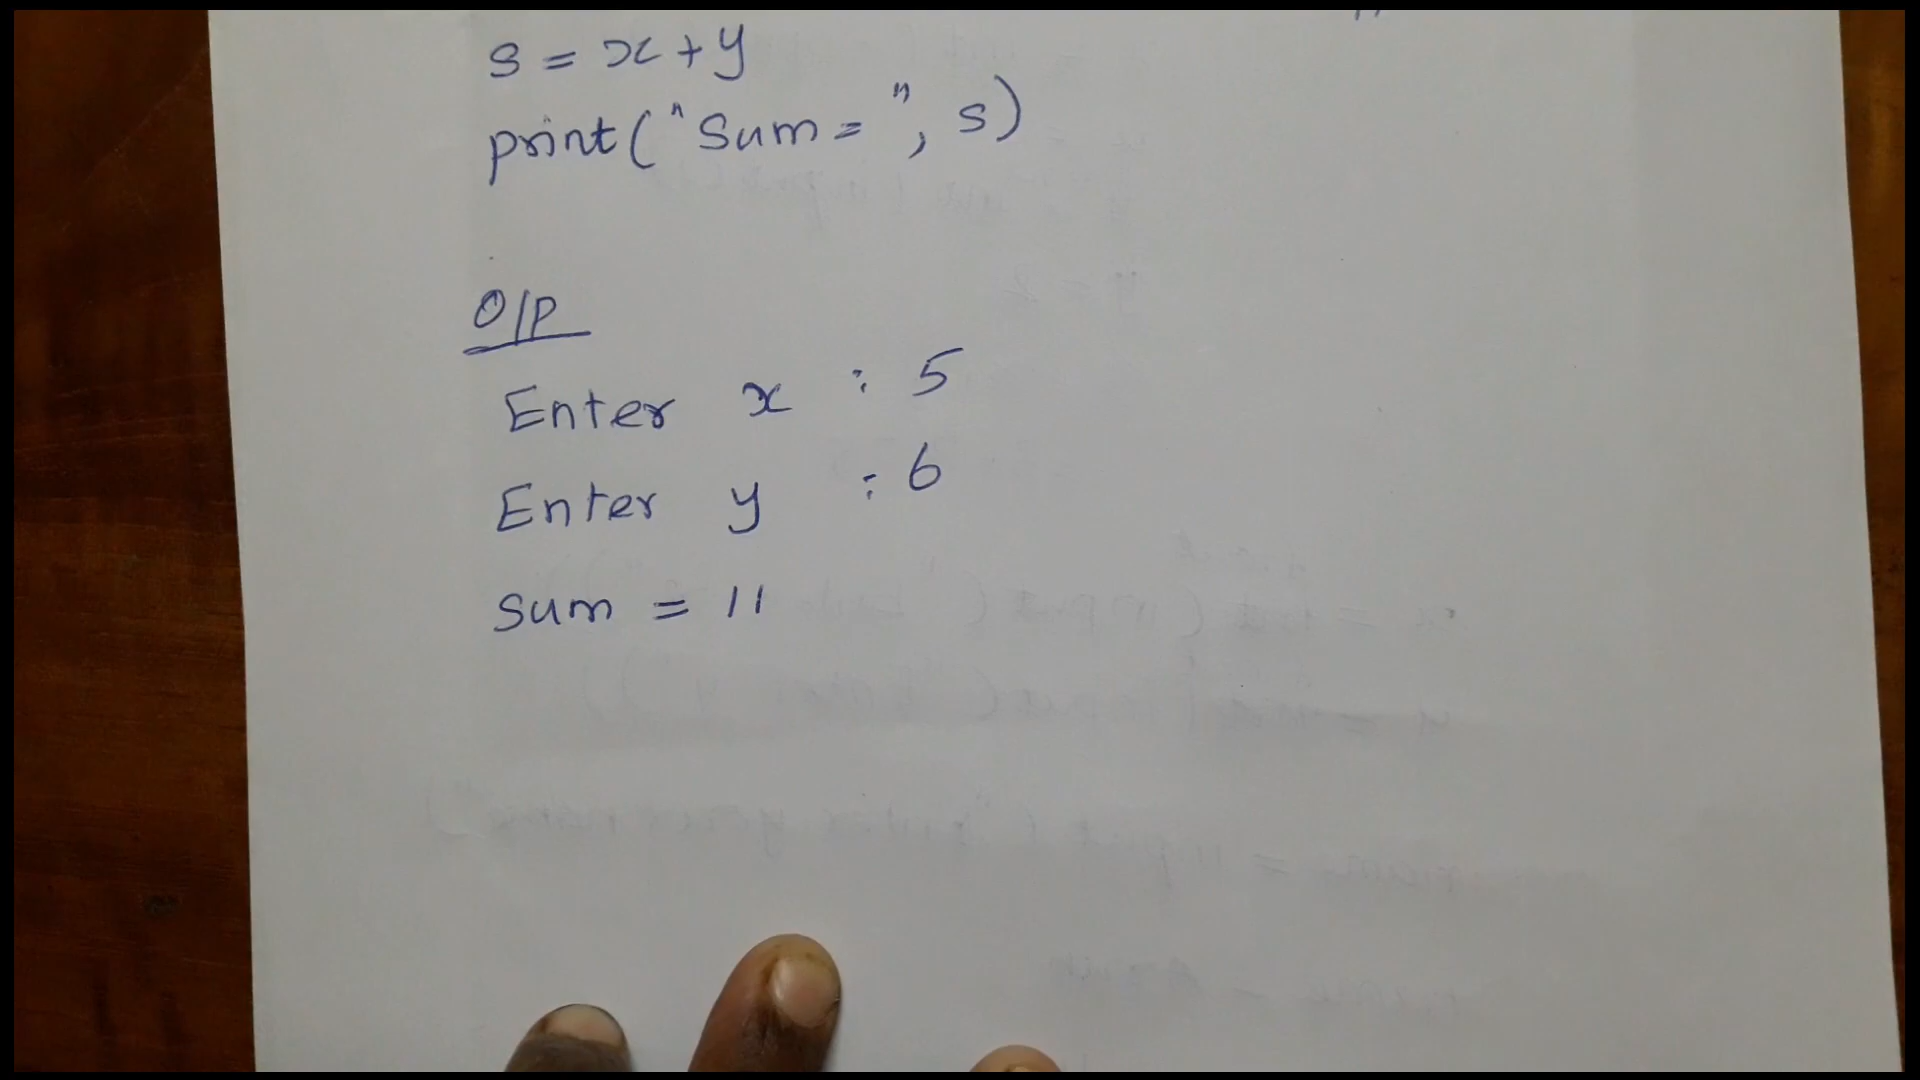 s = x + y
print("Sum = ", s)
O/P
Enter x : 5
Enter y : 6
Sum = 11